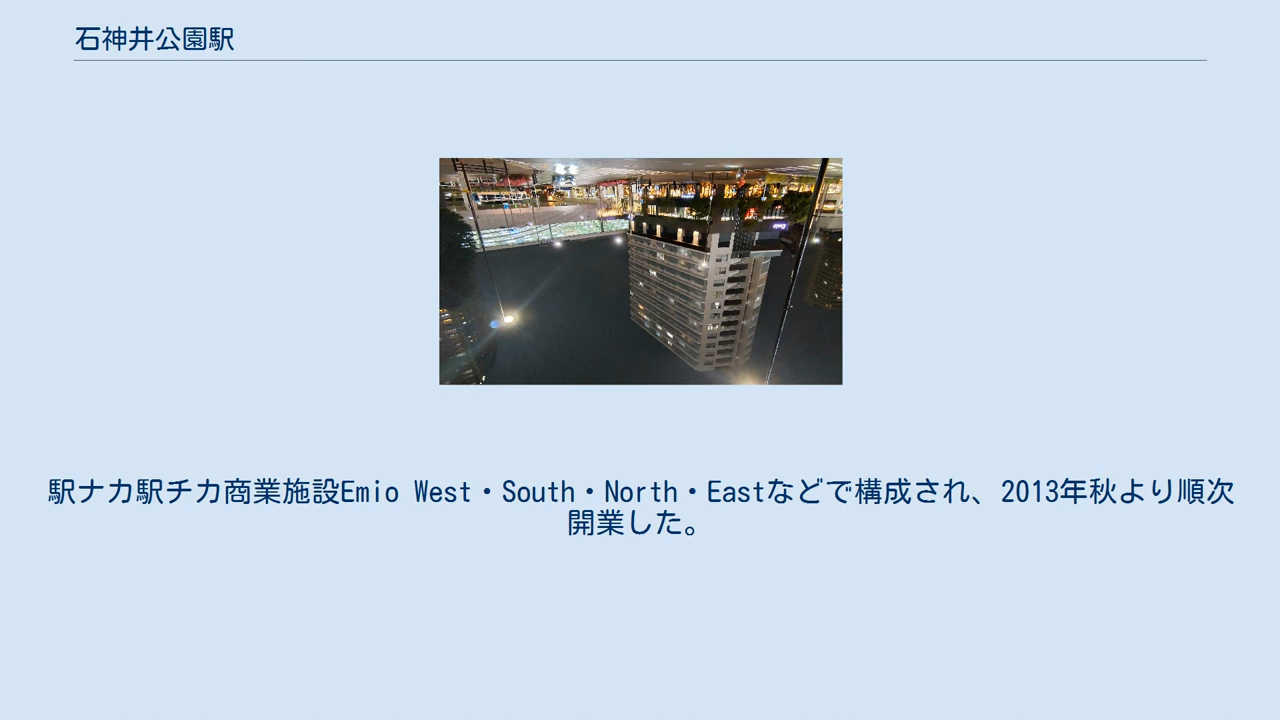 石神井公園駅
駅ナカ駅チカ商業施設Emio West・South・North・Eastなどで構成され、2013年秋より順次
開業した。